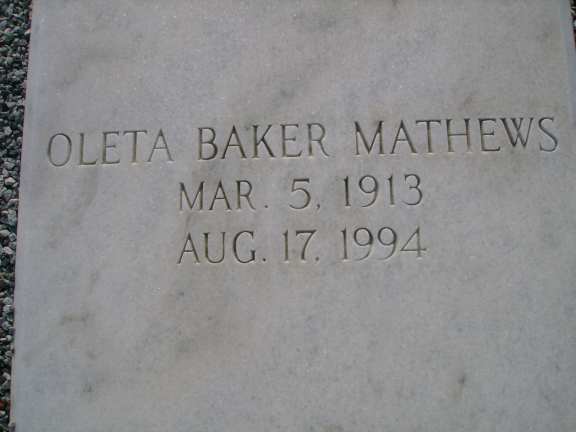 OLETA BAKER MATHEWS
MAR. 5, 1913
AUG. 17, 1994